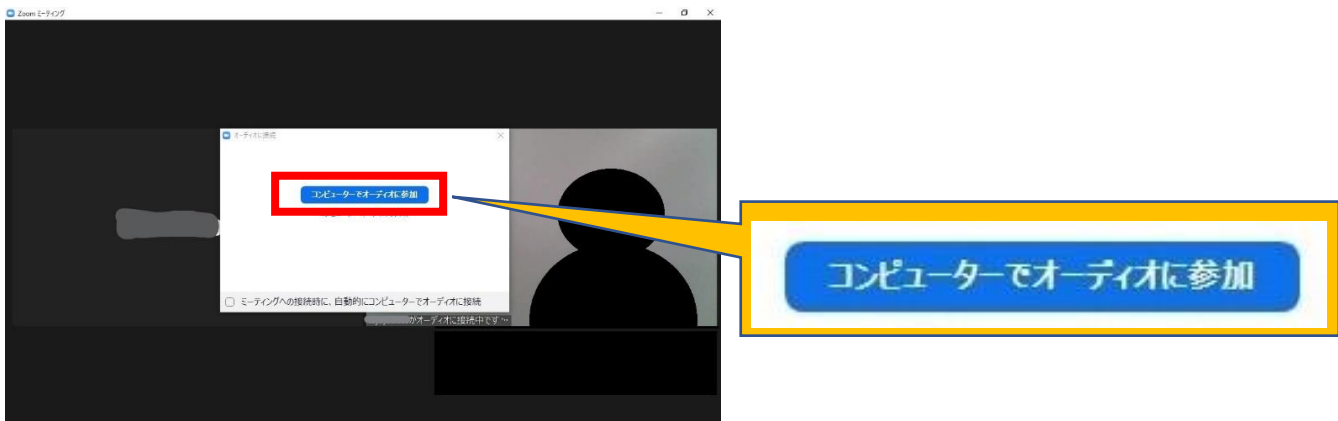 Zoom ミーティング
オーディオに接続
コンピューターでオーディオに参加
ミーティングへの接続時に、自動的にコンピューターでオーディオに接続
がオーディオに接続中です…
コンピューターでオーディオに参加